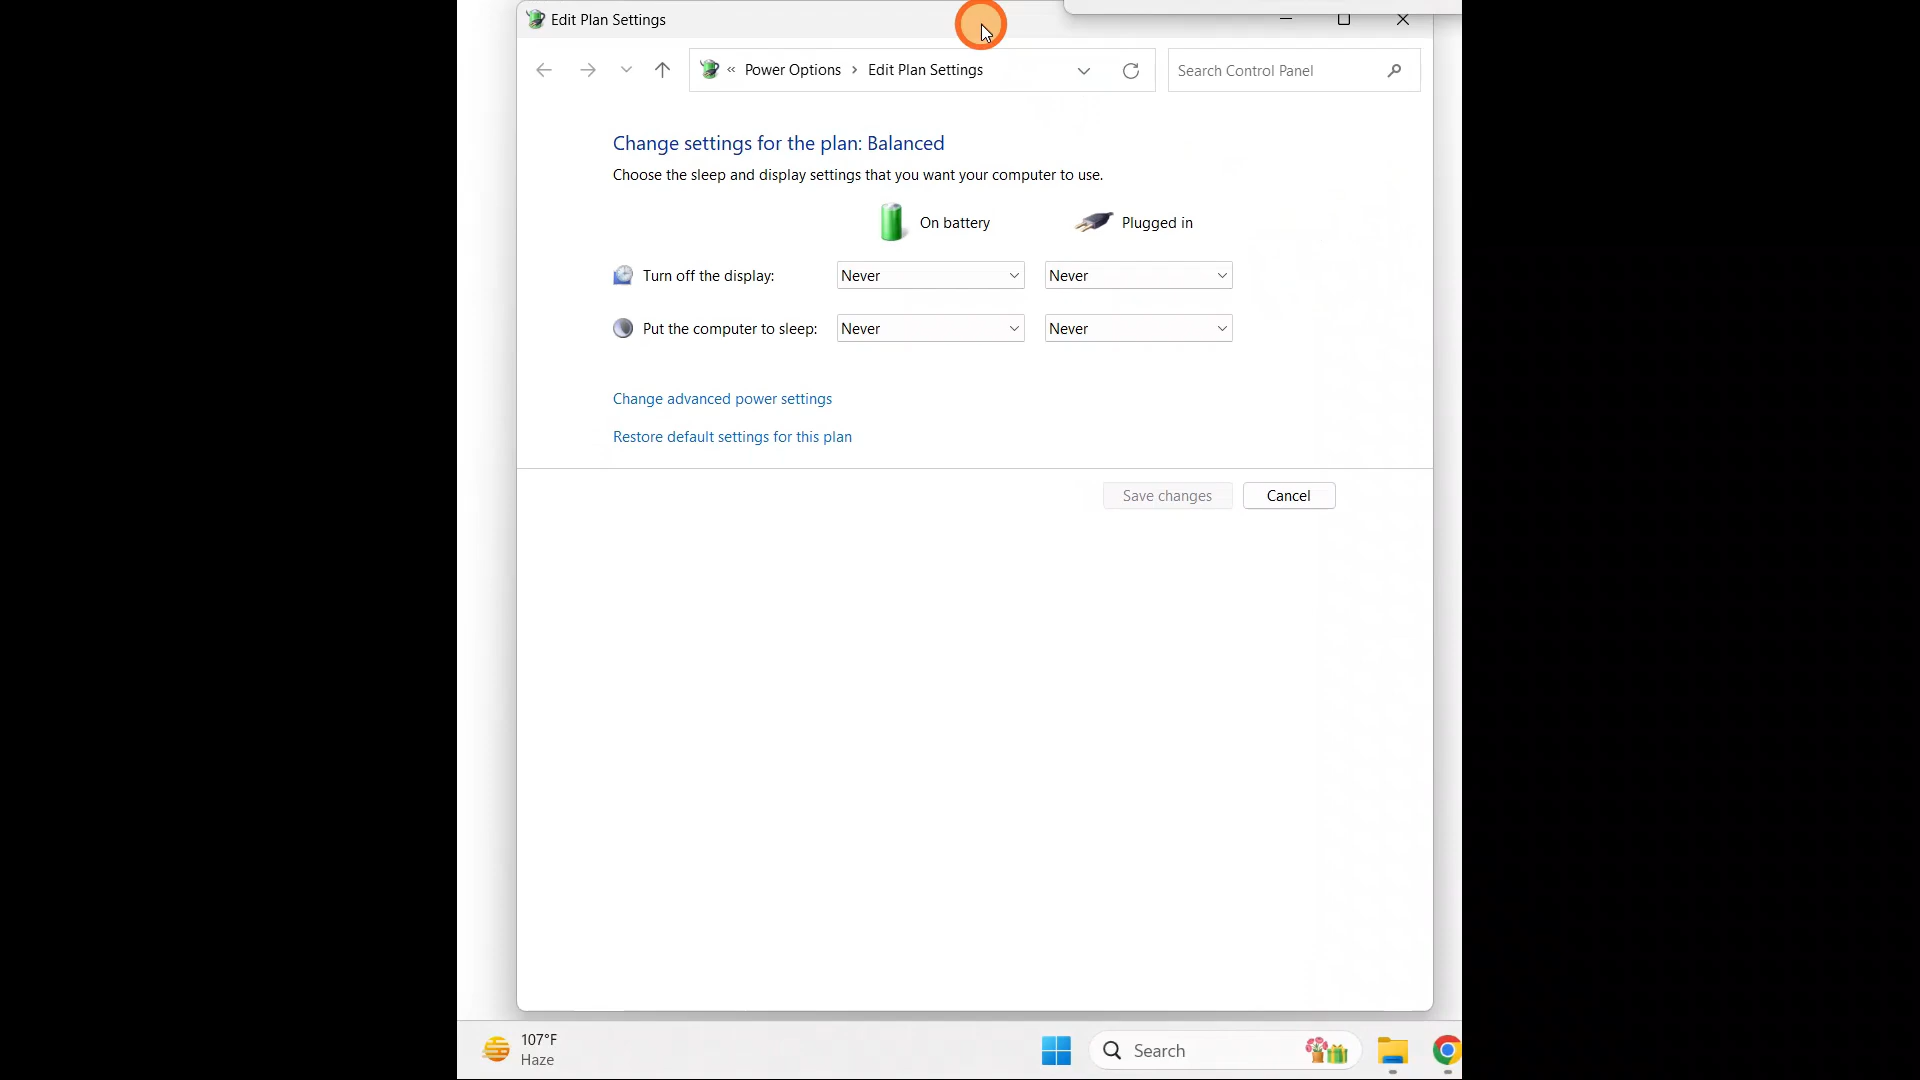 Edit Plan Settings
« Power Options › Edit Plan Settings
Search Control Panel
Change settings for the plan: Balanced
Choose the sleep and display settings that you want your computer to use.
On battery Plugged in
Turn off the display: Never Never
Put the computer to sleep: Never Never
Change advanced power settings
Restore default settings for this plan
Save changes Cancel
107°F
Haze
Search